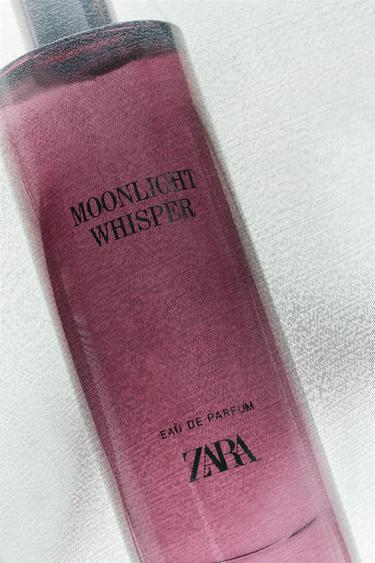 MOONLIGHT
WHISPER
EAU DE PARFUM
ZARA